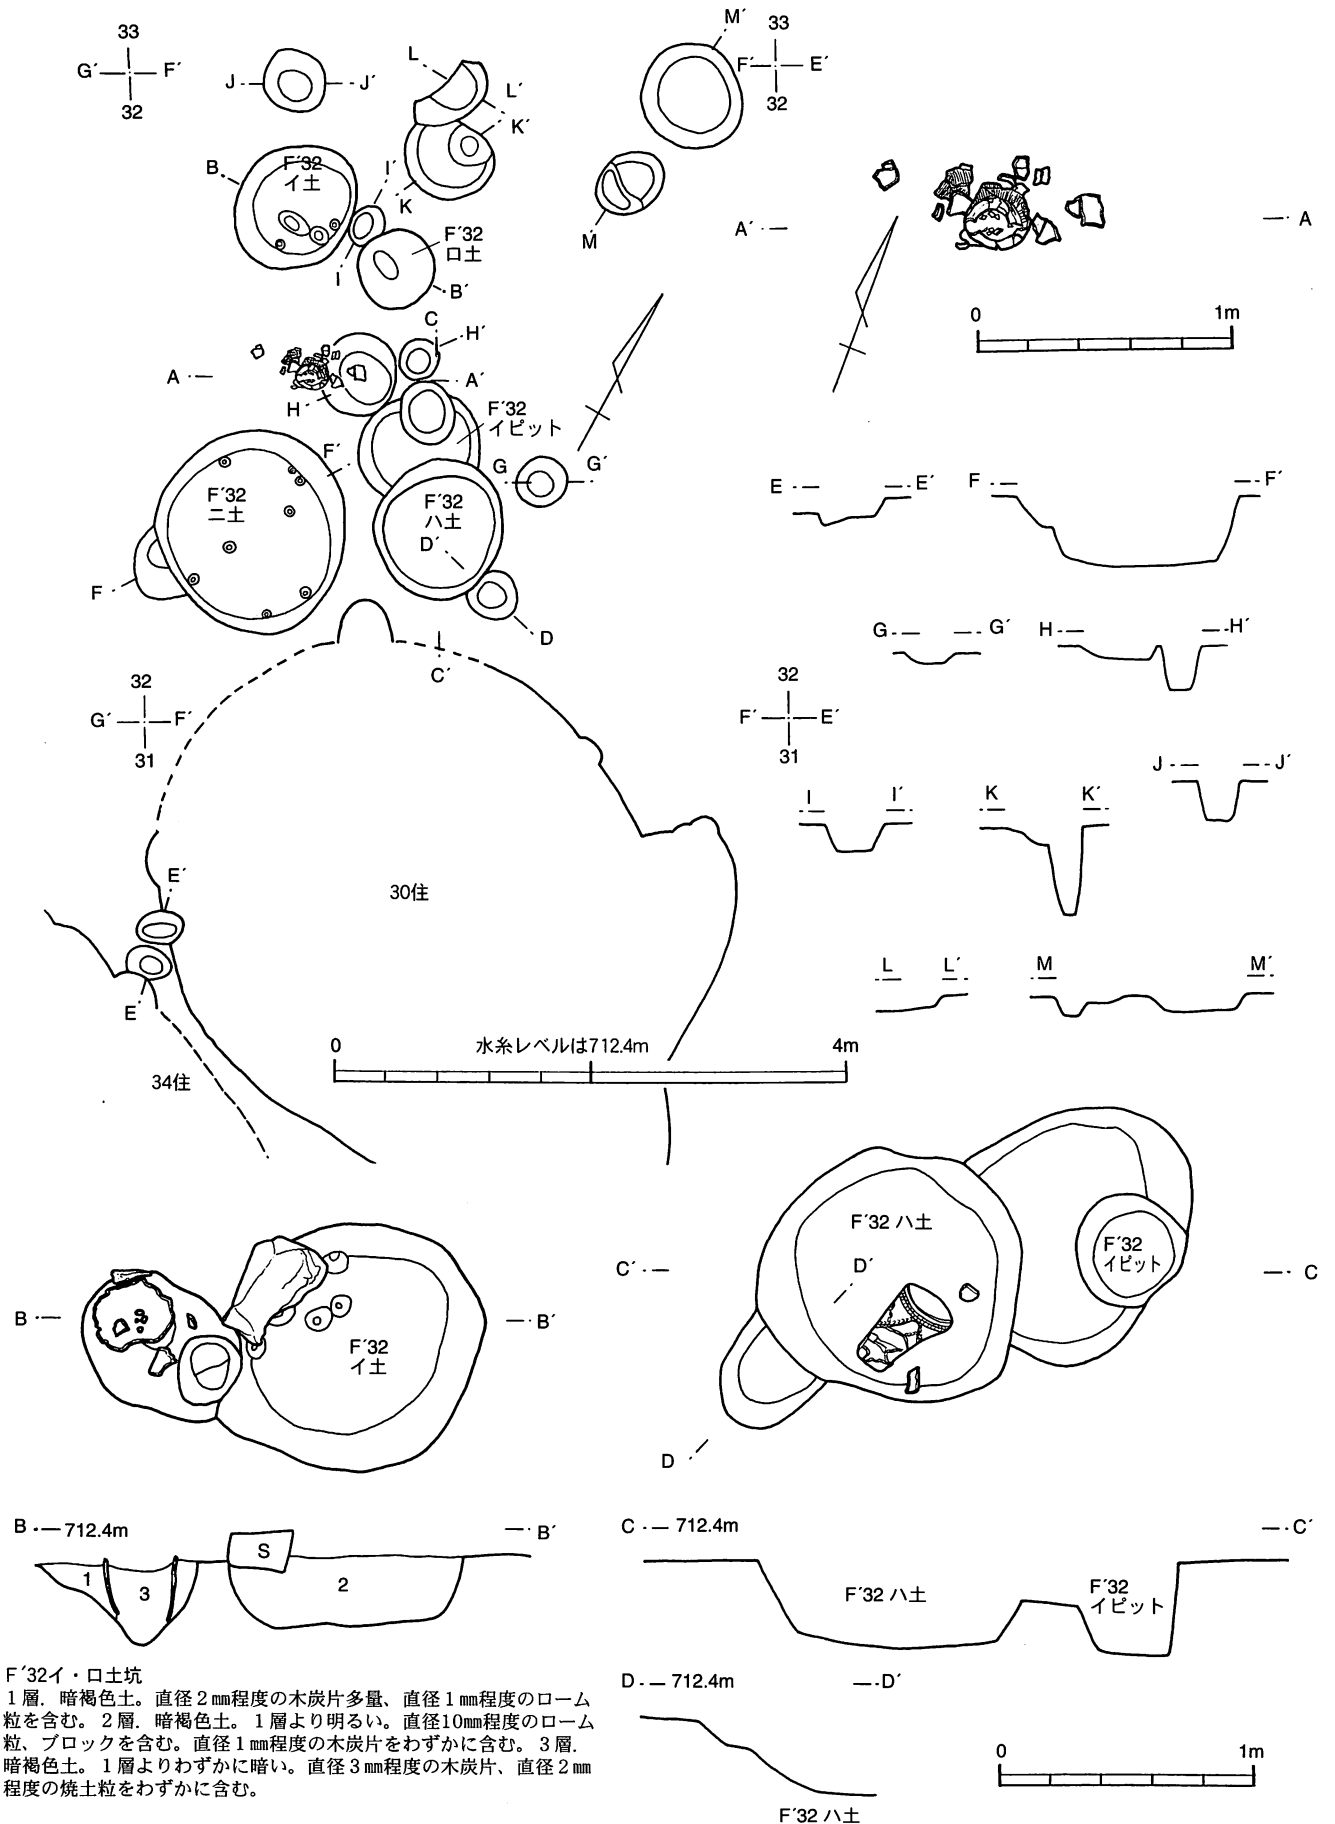 33
G´ F´
32
J J´
L
L´
K´
K
M´
33
F´ E´
32
M
B
F´32
イ土
I´
I
F´32
ロ土
B´
A´ A
0 1m
C
H´
A A´
H
F´32
イピット
F´
G G´
F´32
ニ土
F´32
ハ土
D´
F
D
C´
E E´
F F´
G G´
H H´
32
G´ F´
31
32
F´ E´
31
J J´
I I´
K K´
E´
30住
E
34住
L L´
M M´
0 水糸レベルは712.4m 4m
F´32 ハ土
D´
F´32
イピット
C´ C
B B´
F´32
イ土
D
B 712.4m B´
S
1 3 2
C 712.4m C´
F´32 ハ土
F´32
イピット
D 712.4m D´
F´32 ハ土
0 1m
F´32イ・ロ土坑
1層．暗褐色土。直径2㎜程度の木炭片多量、直径1㎜程度のローム
粒を含む。2層．暗褐色土。1層より明るい。直径10㎜程度のローム
粒、ブロックを含む。直径1㎜程度の木炭片をわずかに含む。3層．
暗褐色土。1層よりわずかに暗い。直径3㎜程度の木炭片、直径2㎜
程度の焼土粒をわずかに含む。